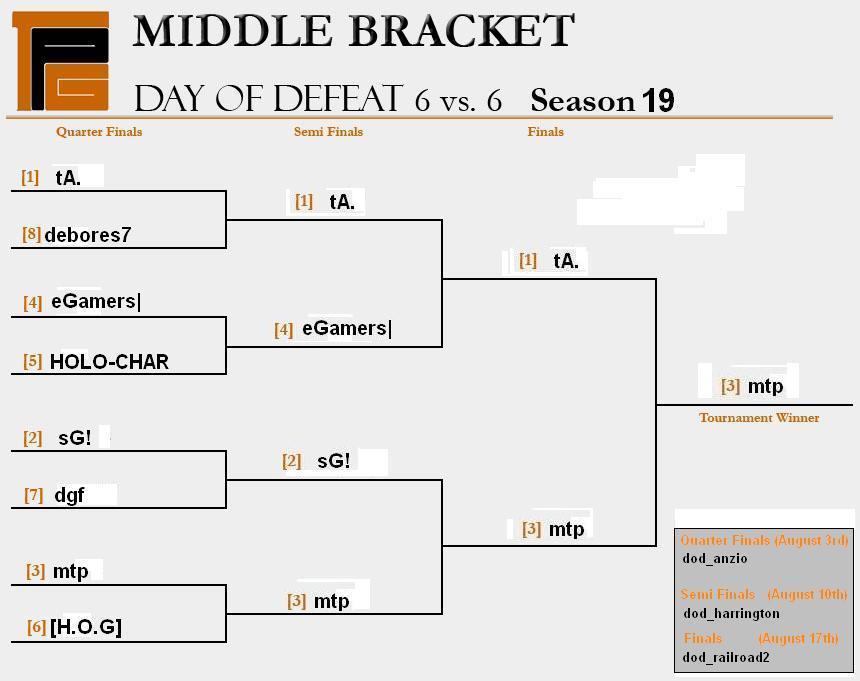 TPG
MIDDLE BRACKET
DAY OF DEFEAT 6 vs. 6 Season 19
Quarter Finals Semi Finals Finals
[1] tA.
[8] debores7
[4] eGamers|
[5] HOLO-CHAR
[2] sG!
[7] dgf
[3] mtp
[6] [H.O.G]
[1] tA.
[4] eGamers|
[2] sG!
[3] mtp
[1] tA.
[3] mtp
[3] mtp
Tournament Winner
Quarter Finals (August 3rd)
dod_anzio
Semi Finals (August 10th)
dod_harrington
Finals (August 17th)
dod_railroad2